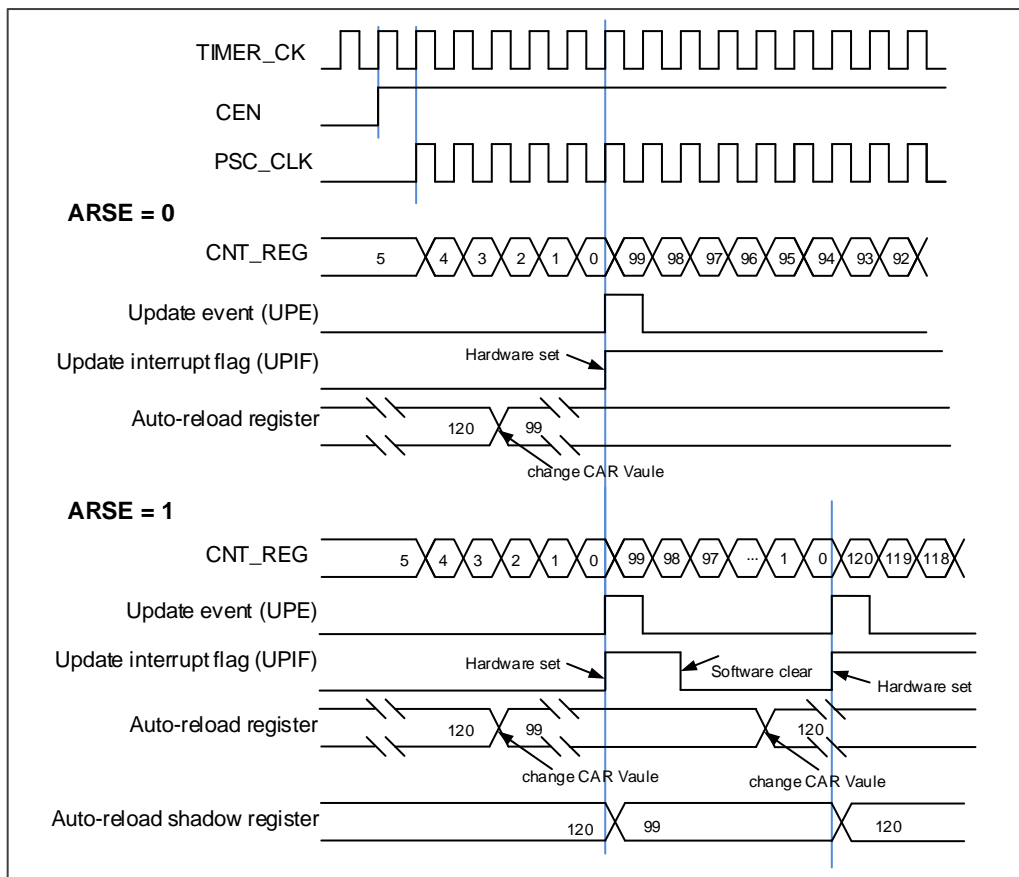 TIMER_CK
CEN
PSC_CLK
ARSE = 0
CNT_REG 5 4 3 2 1 0 99 98 97 96 95 94 93 92
Update event (UPE)
Update interrupt flag (UPIF) Hardware set
Auto-reload register 120 99
change CAR Vaule
ARSE = 1
CNT_REG 5 4 3 2 1 0 99 98 97 ... 1 0 120 119 118
Update event (UPE)
Update interrupt flag (UPIF) Hardware set Software clear Hardware set
Auto-reload register 120 99 120
change CAR Vaule change CAR Vaule
Auto-reload shadow register 120 99 120